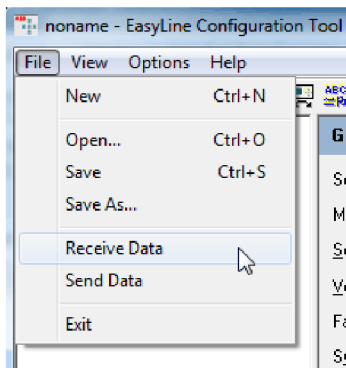 noname - EasyLine Configuration Tool
File View Options Help
New Ctrl+N
Open... Ctrl+O
Save Ctrl+S
Save As...
Receive Data
Send Data
Exit
ABC
G
M